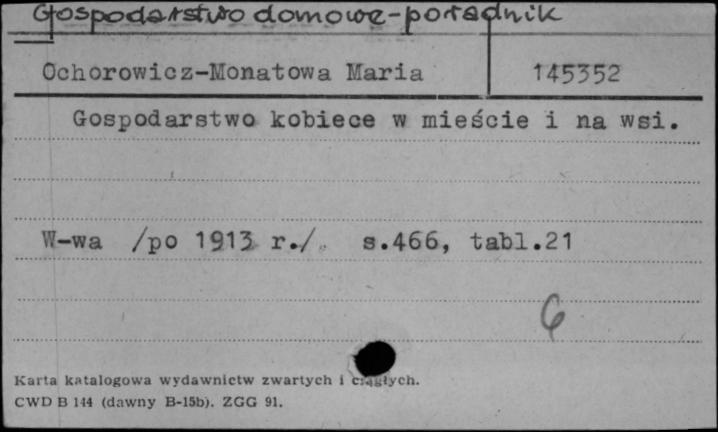 Gospodarstwo domowe-poradnik
Ochorowicz-Monatowa Maria 145352
Gospodarstwo kobiece w mieście i na wsi.
W-wa /po 1913 r./. s.466, tabl.21
6
Karta katalogowa wydawnictw zwartych i ciągłych.
CWD B 144 (dawny B-15b). ZGG 91.